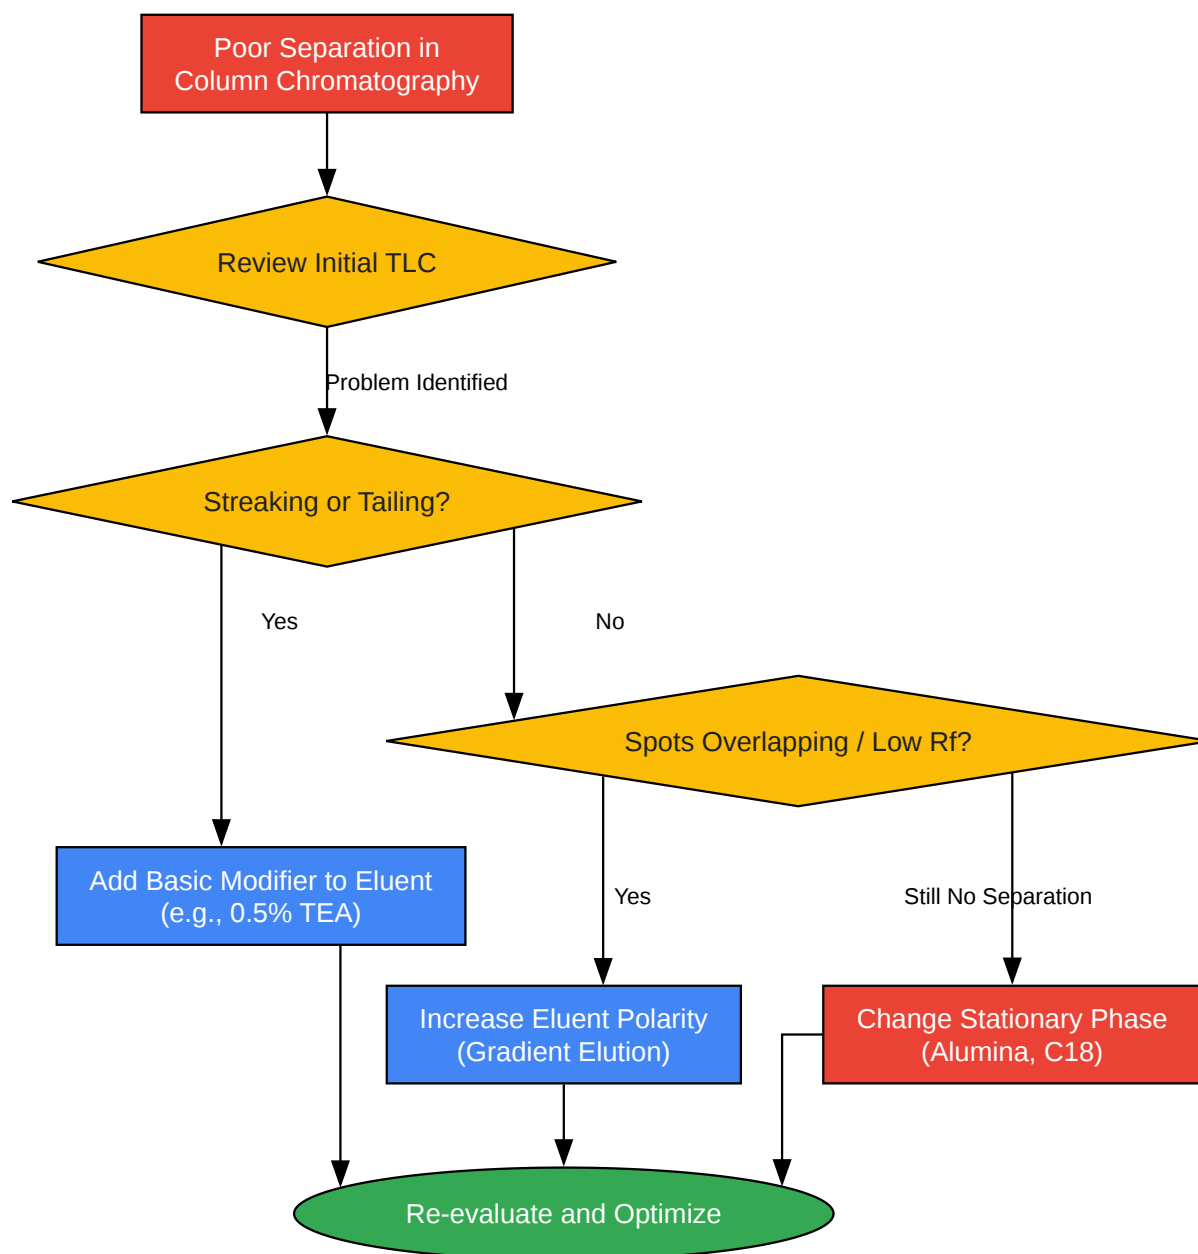 Poor Separation in
Column Chromatography
Review Initial TLC
Problem Identified
Streaking or Tailing?
Yes
No
Spots Overlapping / Low Rf?
Add Basic Modifier to Eluent
(e.g., 0.5% TEA)
Yes
Still No Separation
Increase Eluent Polarity
(Gradient Elution)
Change Stationary Phase
(Alumina, C18)
Re-evaluate and Optimize